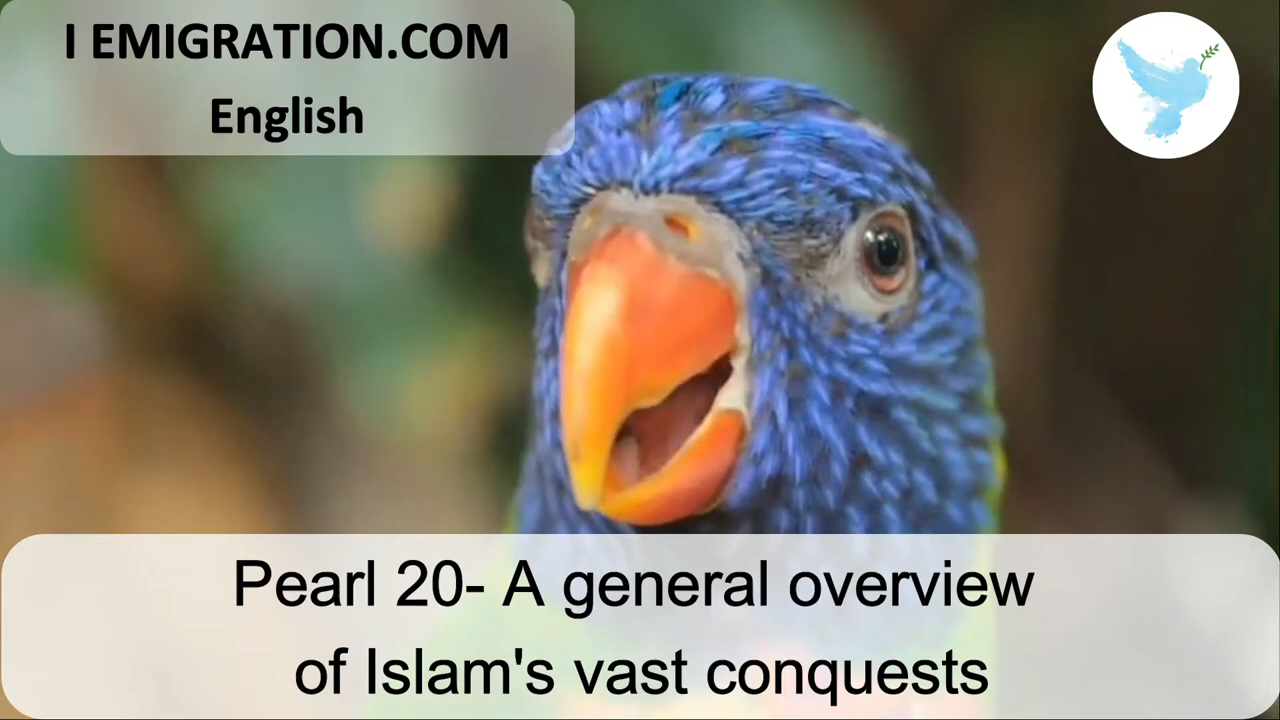 I EMIGRATION.COM
English
Pearl 20- A general overview
of Islam's vast conquests